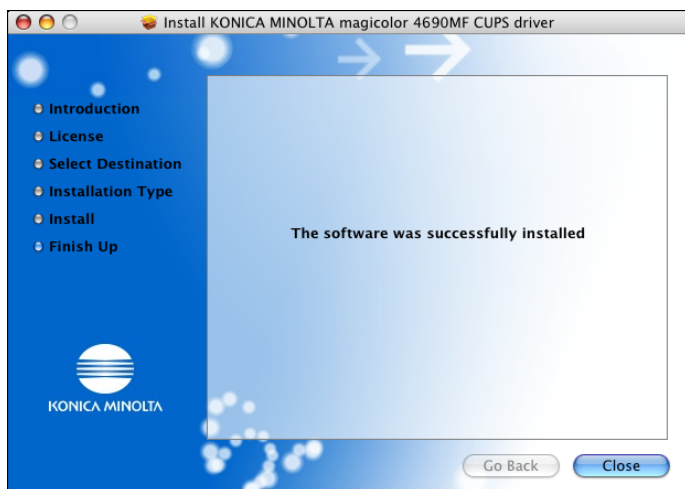 Install KONICA MINOLTA magicolor 4690MF CUPS driver
Introduction
License
Select Destination
Installation Type
Install
Finish Up
The software was successfully installed
KONICA MINOLTA
Go Back
Close